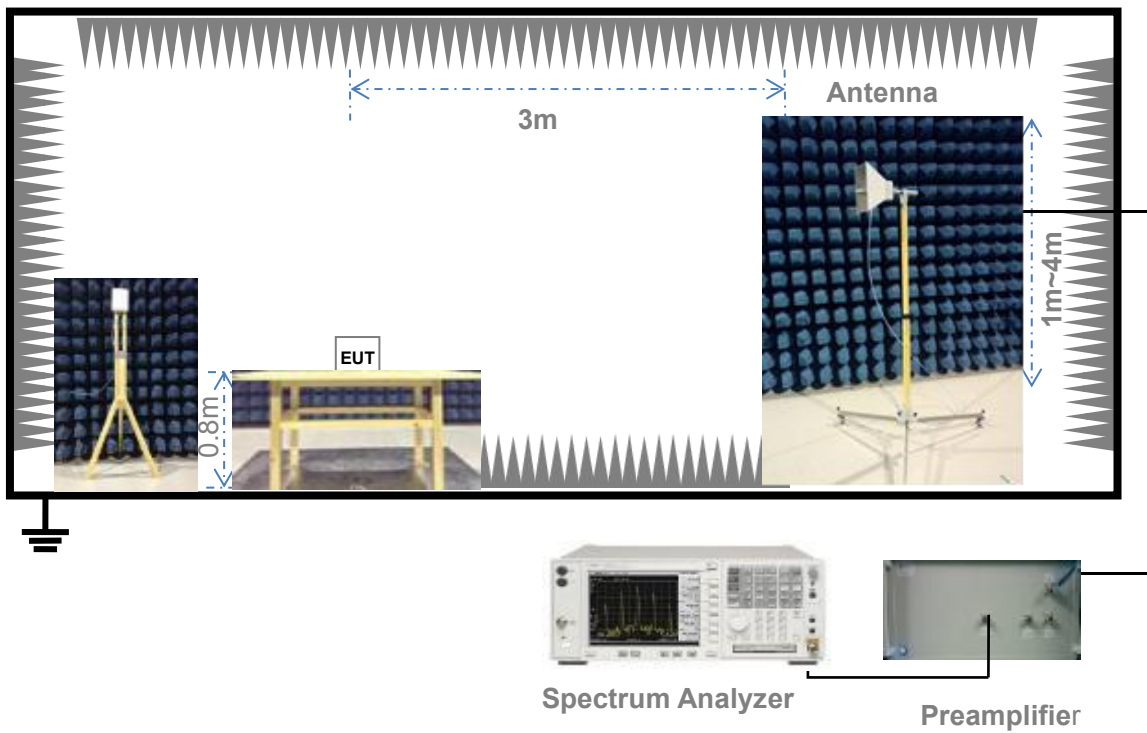 Antenna
3m
1m~4m
EUT
0.8m
Spectrum Analyzer
Preamplifier